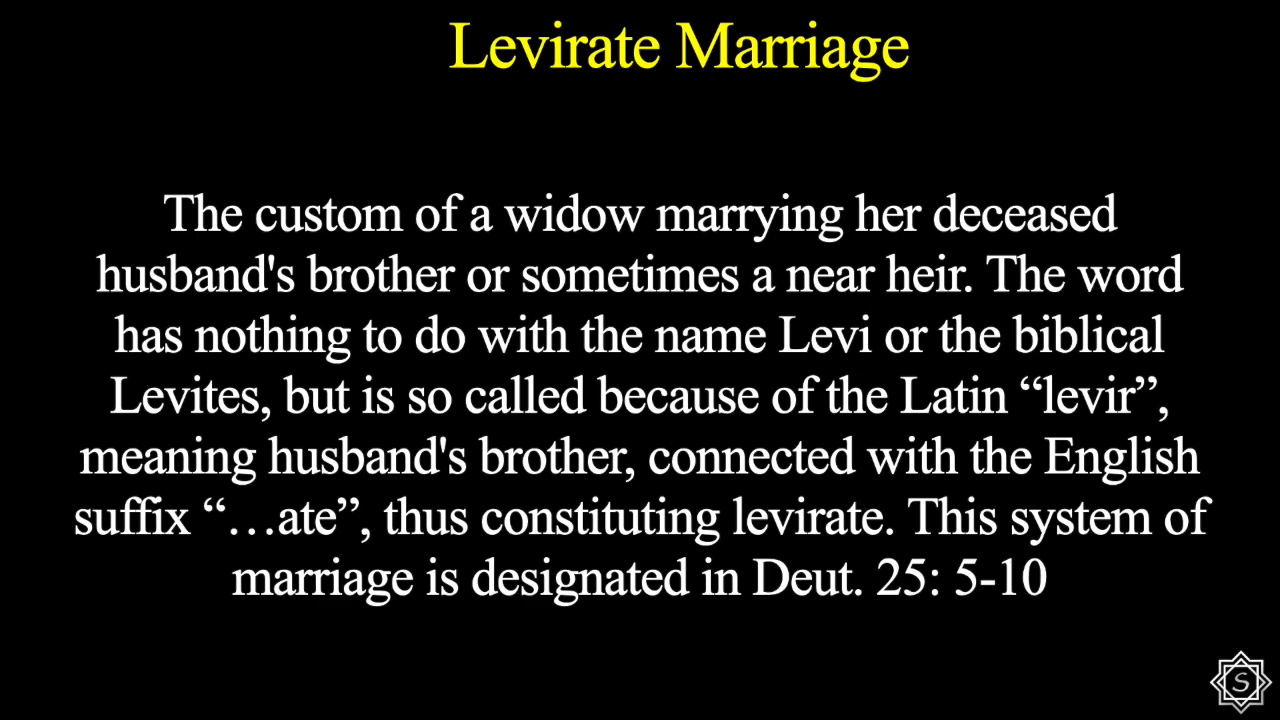 Levirate Marriage
The custom of a widow marrying her deceased
husband's brother or sometimes a near heir. The word
has nothing to do with the name Levi or the biblical
Levites, but is so called because of the Latin “levir”,
meaning husband's brother, connected with the English
suffix “…ate”, thus constituting levirate. This system of
marriage is designated in Deut. 25: 5-10
S